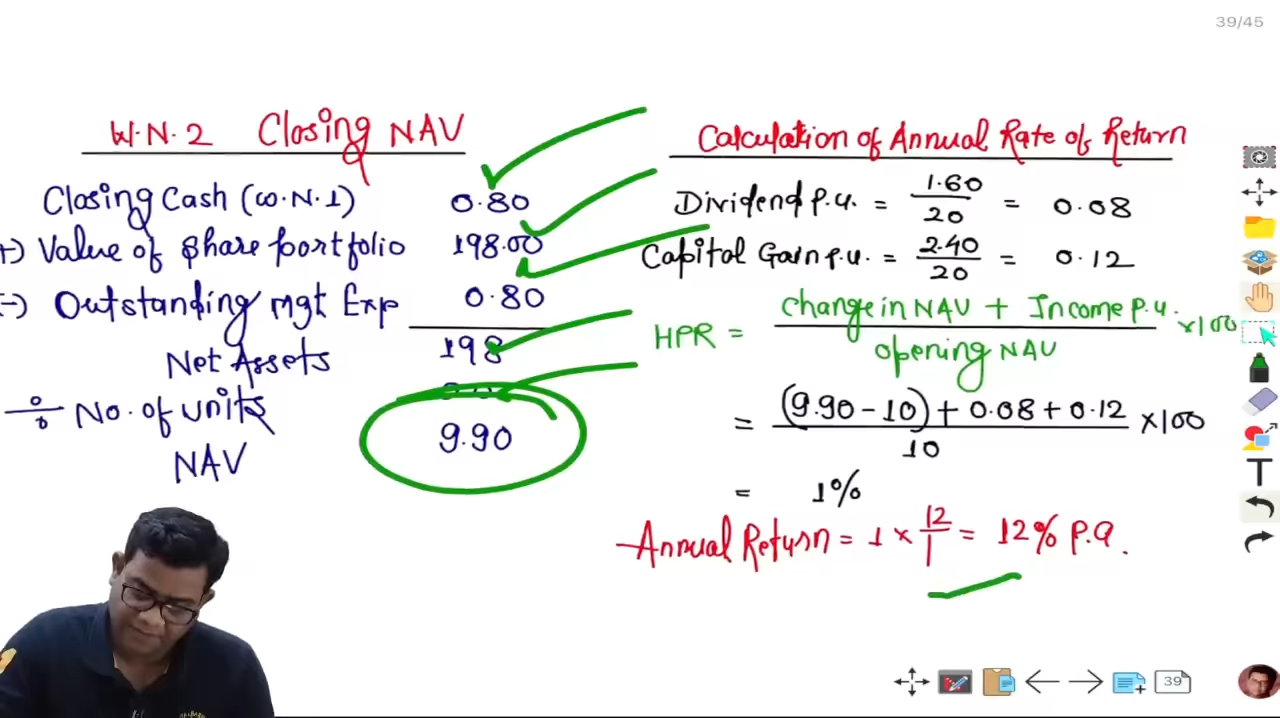 39/45
W.N.2 Closing NAV
Closing Cash (W.N.1) 0.80
+) Value of Share portfolio 198.00
(-) Outstanding mgt Exp 0.80
Net Assets 198
÷ No. of units
NAV 9.90
Calculation of Annual Rate of Return
Dividend p.u. = 1.60/20 = 0.08
Capital Gain p.u. = 2.40/20 = 0.12
HPR = change in NAV + Income p.u. / opening NAV ×100
= (9.90 - 10) + 0.08 + 0.12 / 10 ×100
= 1%
Annual Return = 1 × 12/1 = 12% p.a.
T
39